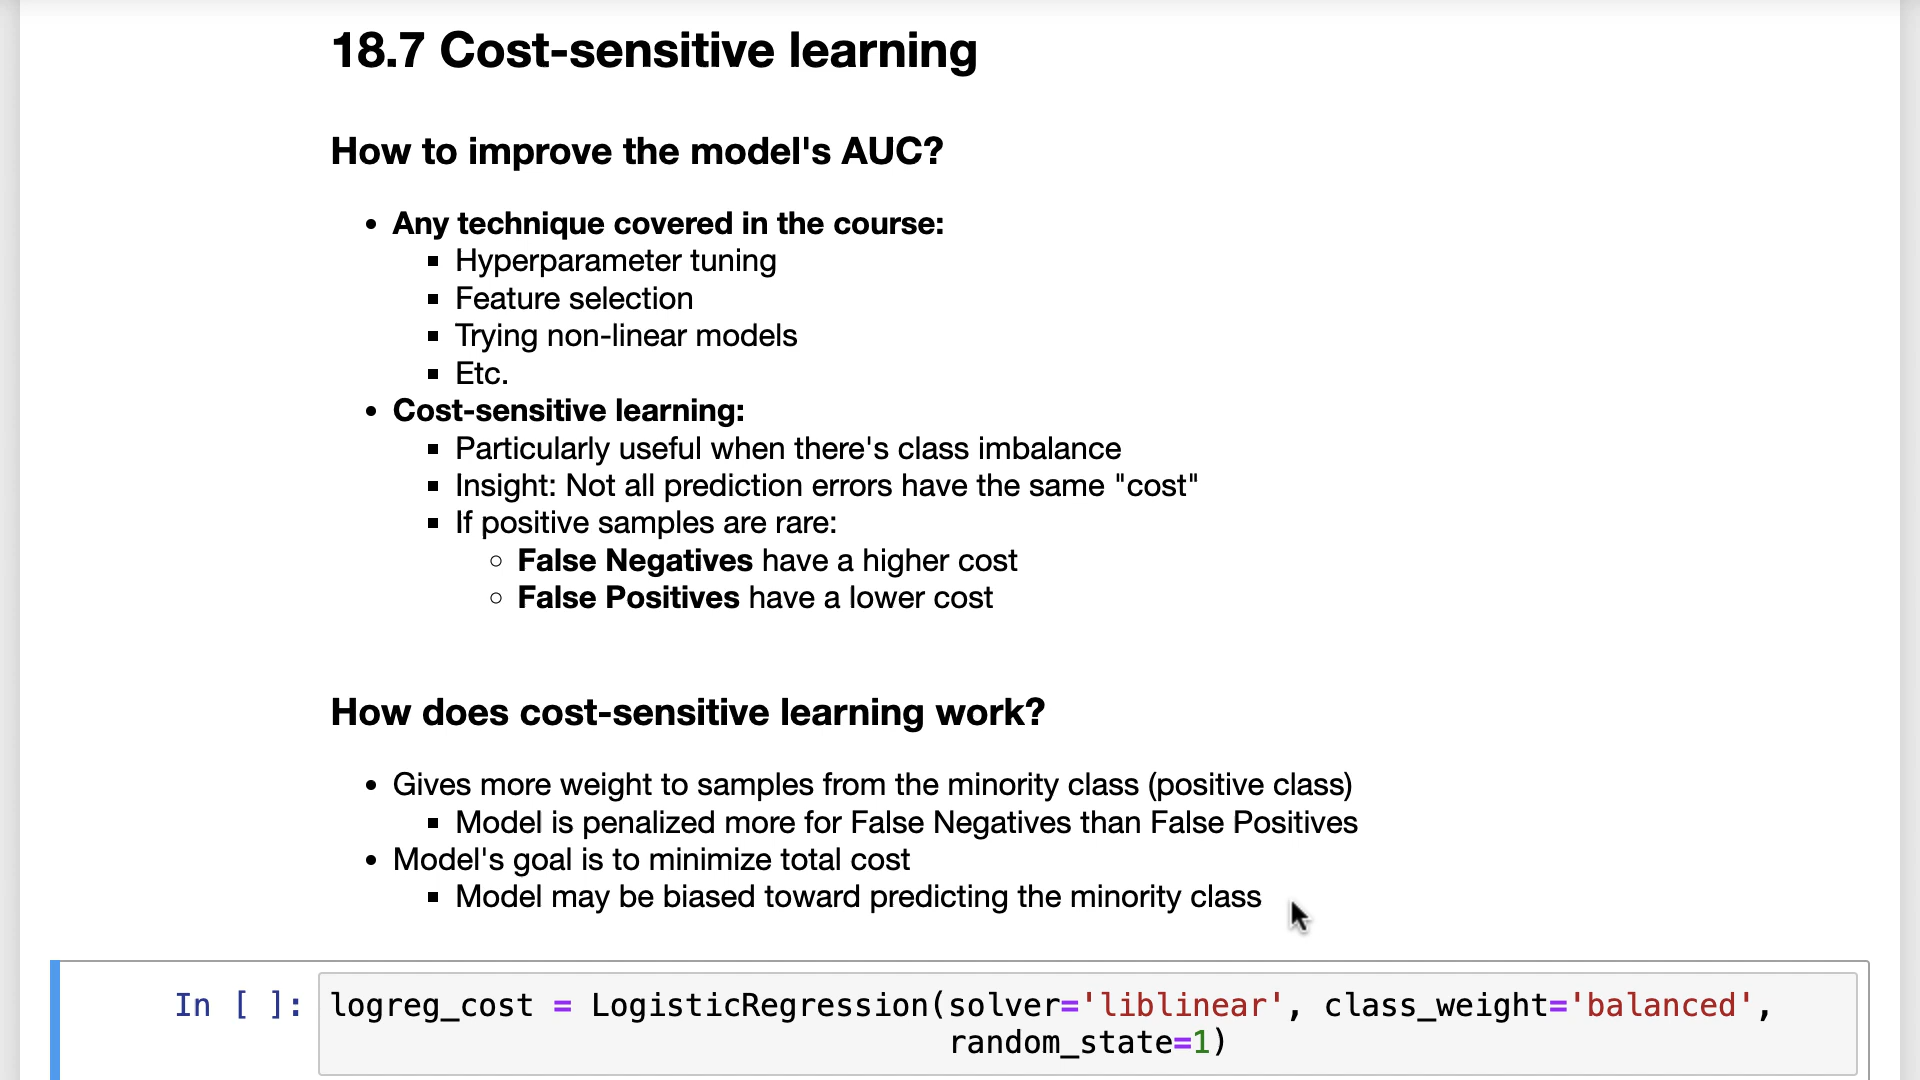 18.7 Cost-sensitive learning
How to improve the model's AUC?
• Any technique covered in the course:
▪ Hyperparameter tuning
▪ Feature selection
▪ Trying non-linear models
▪ Etc.
• Cost-sensitive learning:
▪ Particularly useful when there's class imbalance
▪ Insight: Not all prediction errors have the same "cost"
▪ If positive samples are rare:
◦ False Negatives have a higher cost
◦ False Positives have a lower cost
How does cost-sensitive learning work?
• Gives more weight to samples from the minority class (positive class)
▪ Model is penalized more for False Negatives than False Positives
• Model's goal is to minimize total cost
▪ Model may be biased toward predicting the minority class
In [ ]: logreg_cost = LogisticRegression(solver='liblinear', class_weight='balanced',
random_state=1)